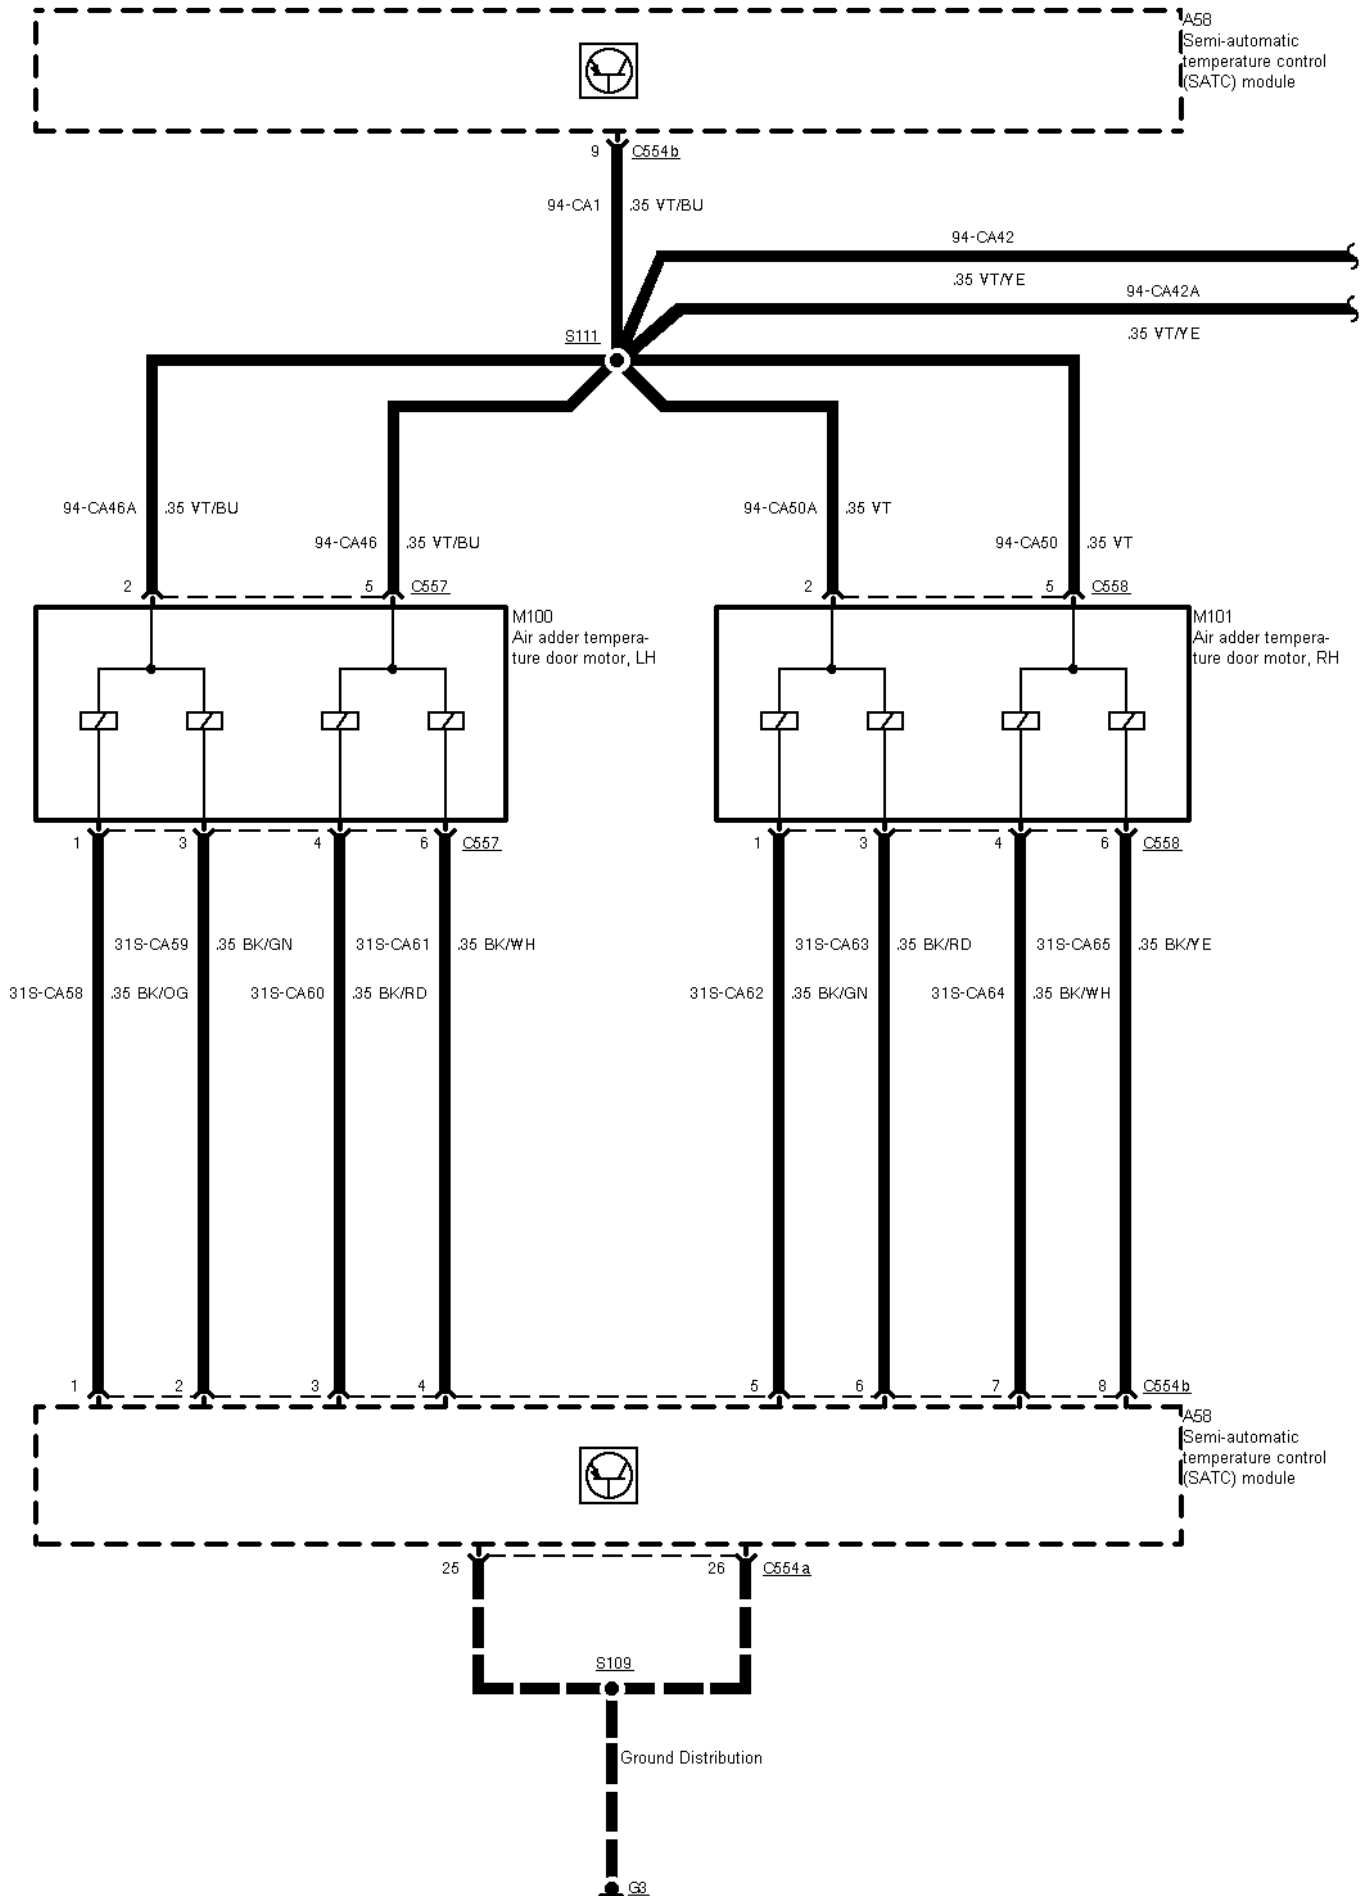 A58
Semi-automatic
temperature control
(SATC) module
9 C554b
94-CA1 .35 VT/BU
94-CA42
.35 VT/YE
94-CA42A
.35 VT/YE
S111
94-CA46A .35 VT/BU
94-CA50A .35 VT
94-CA46 .35 VT/BU
94-CA50 .35 VT
2 5 C557
2 5 C558
M100
Air adder tempera-
ture door motor, LH
M101
Air adder tempera-
ture door motor, RH
1 3 4 6 C557
1 3 4 6 C558
31S-CA59 .35 BK/GN
31S-CA61 .35 BK/WH
31S-CA63 .35 BK/RD
31S-CA65 .35 BK/YE
31S-CA58 .35 BK/OG
31S-CA60 .35 BK/RD
31S-CA62 .35 BK/GN
31S-CA64 .35 BK/WH
1 2 3 4 5 6 7 8 C554b
A58
Semi-automatic
temperature control
(SATC) module
25 26 C554a
S109
Ground Distribution
G3